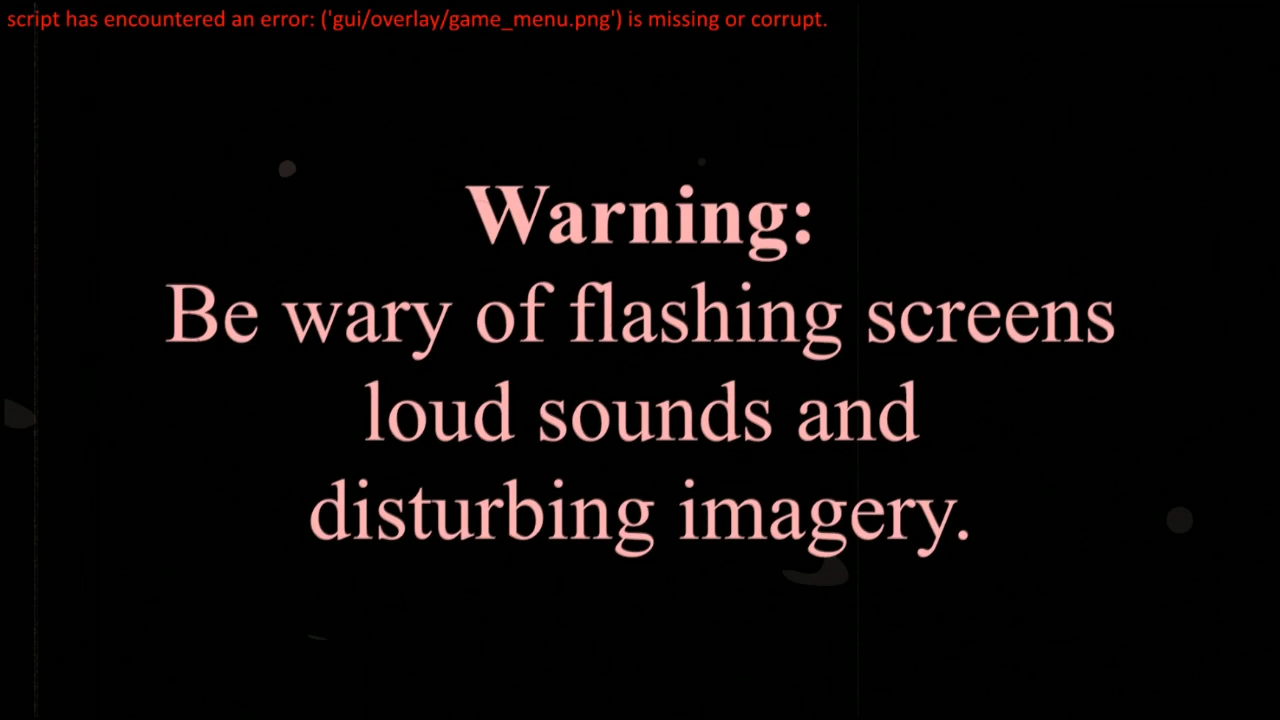 script has encountered an error: ('gui/overlay/game_menu.png') is missing or corrupt.
Warning:
Be wary of flashing screens
loud sounds and
disturbing imagery.